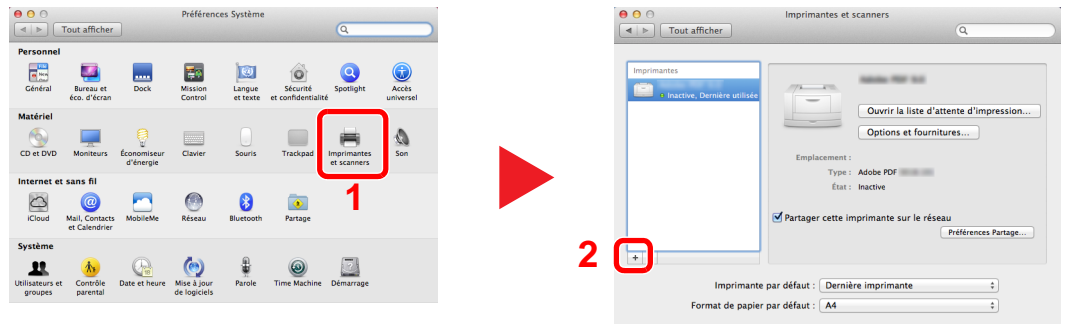 Préférences Système
Tout afficher
Personnel
Général
Bureau et
éco. d'écran
Dock
Mission
Control
Langue
et texte
Sécurité
et confidentialité
Spotlight
Accès
universel
Matériel
CD et DVD
Moniteurs
Économiseur
d'énergie
Clavier
Souris
Trackpad
Imprimantes
et scanners
Son
1
Internet et sans fil
iCloud
Mail, Contacts
et Calendrier
MobileMe
Réseau
Bluetooth
Partage
Système
Utilisateurs et
groupes
Contrôle
parental
Date et heure
Mise à jour
de logiciels
Parole
Time Machine
Démarrage
Imprimantes et scanners
Tout afficher
Imprimantes
Inactive, Dernière utilisée
Ouvrir la liste d'attente d'impression...
Options et fournitures...
Emplacement :
Type : Adobe PDF
État : Inactive
Partager cette imprimante sur le réseau
Préférences Partage...
2
+
Imprimante par défaut : Dernière imprimante
Format de papier par défaut : A4